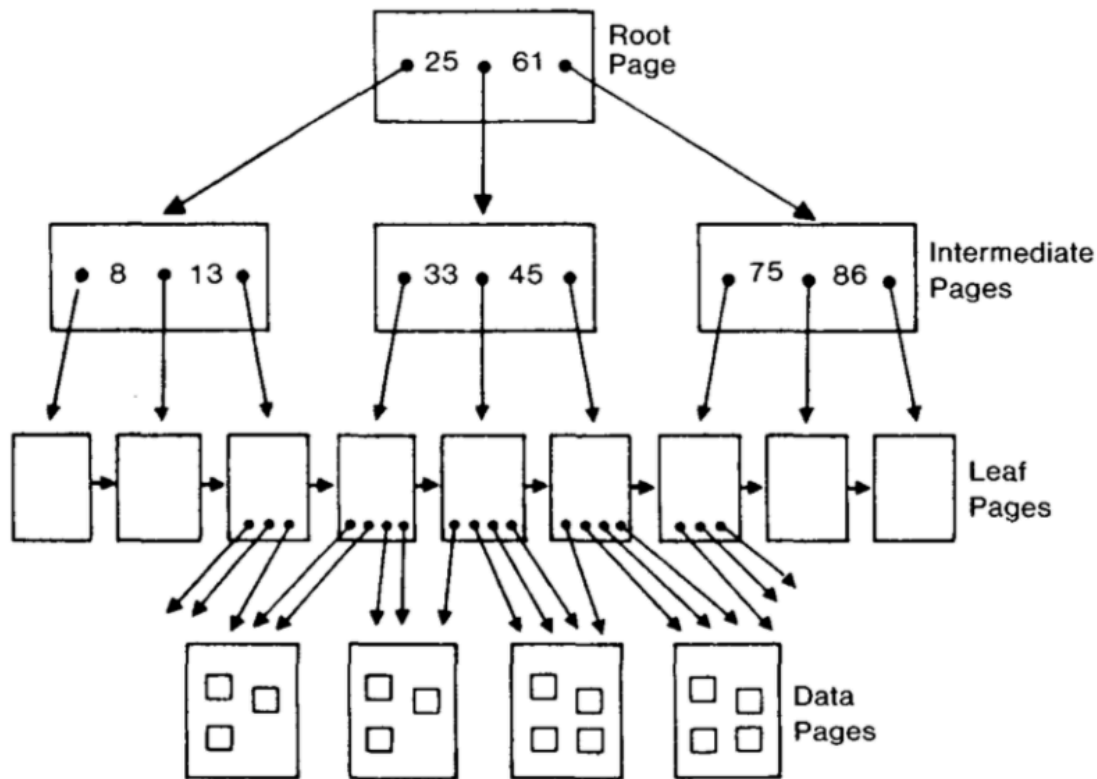 Root
Page
25 61
8 13
33 45
75 86
Intermediate
Pages
Leaf
Pages
Data
Pages